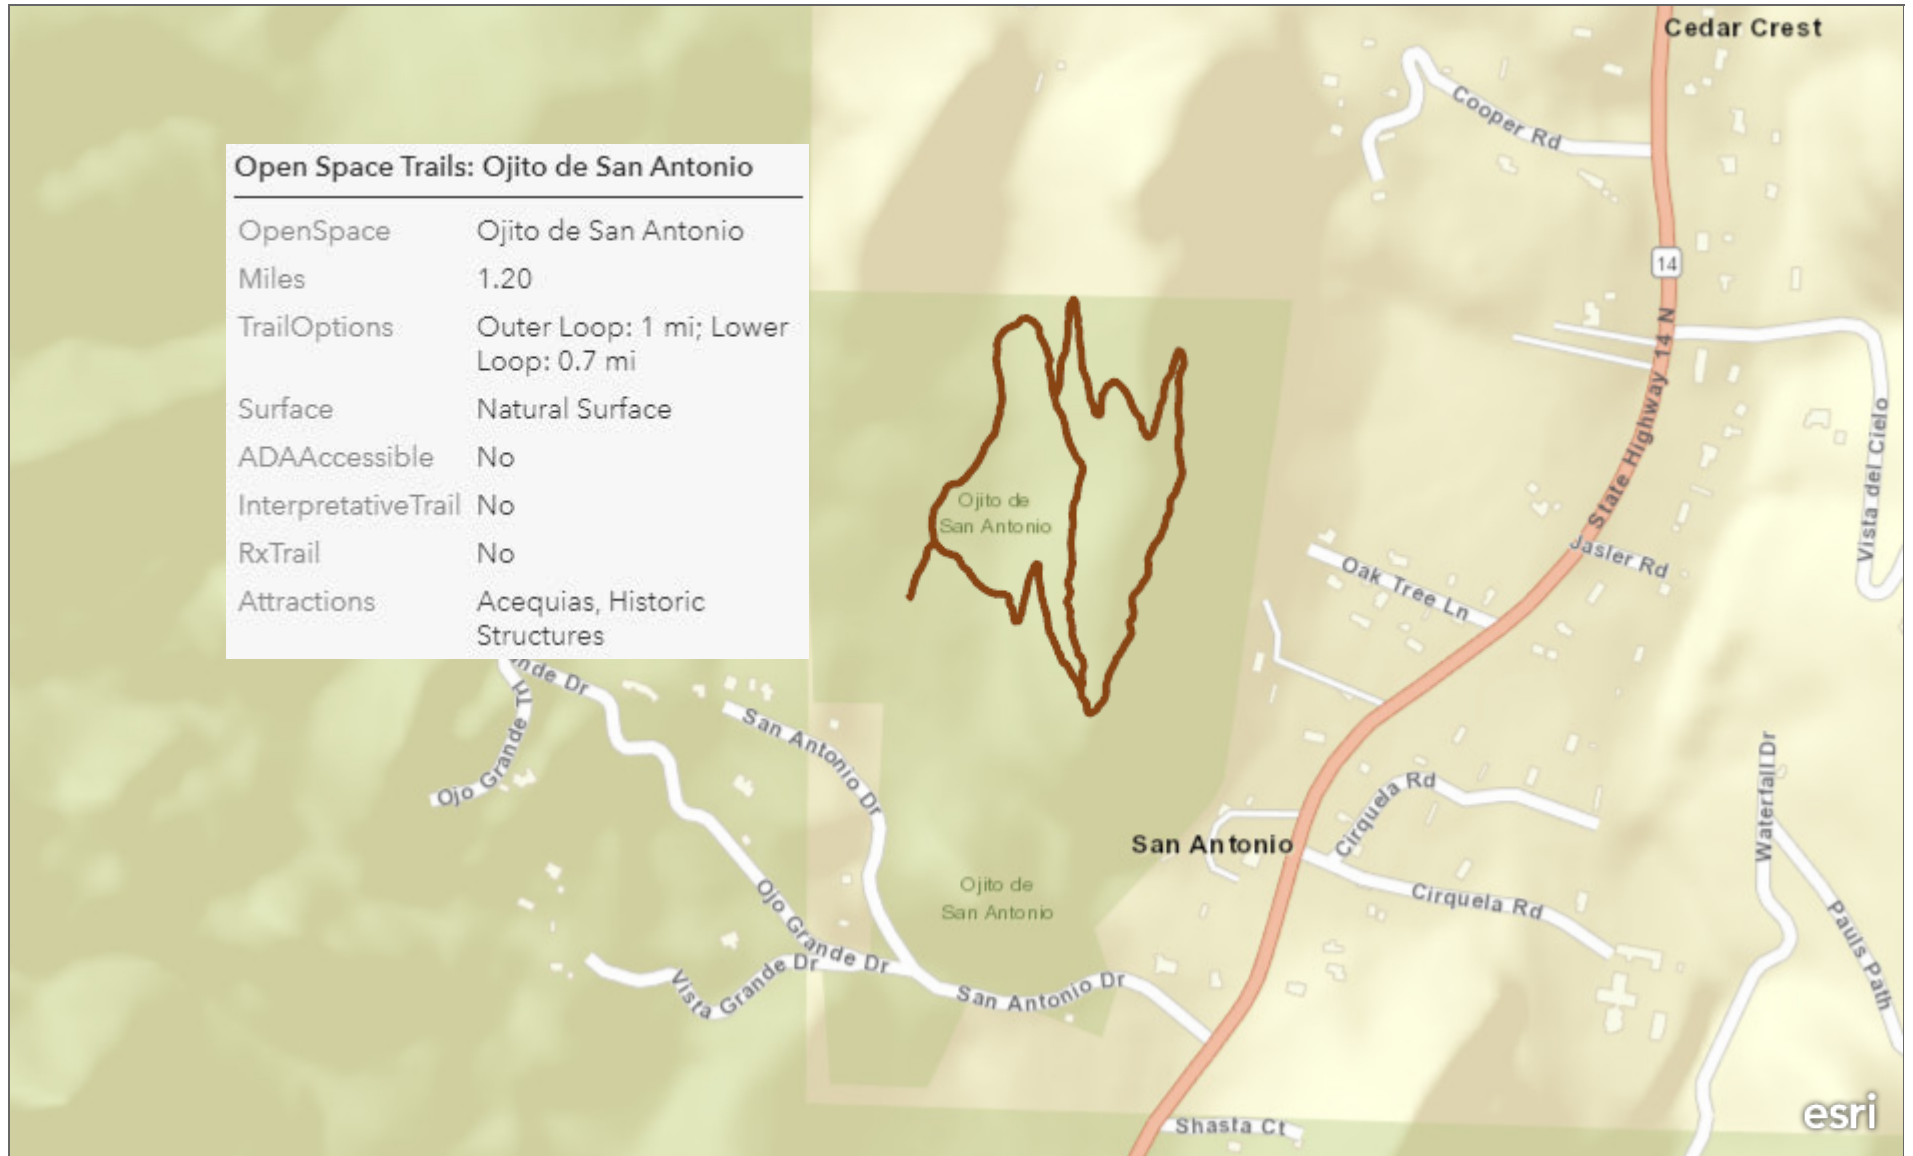 Cedar Crest
Cooper Rd
Open Space Trails: Ojito de San Antonio
OpenSpace Ojito de San Antonio
Miles 1.20
TrailOptions Outer Loop: 1 mi; Lower
Loop: 0.7 mi
Surface Natural Surface
ADAAccessible No
InterpretativeTrail No
RxTrail No
Attractions Acequias, Historic
Structures
14
State Highway 14 N
Vista del Cielo
Ojito de
San Antonio
Jasler Rd
Oak Tree Ln
nde Dr
Ojo Grande Tl
San Antonio Dr
Waterfall Dr
Cirquela Rd
San Antonio
Ojito de
San Antonio
Cirquela Rd
Ojo Grande Dr
Pauls Path
Vista Grande Dr
San Antonio Dr
Shasta Ct
esri